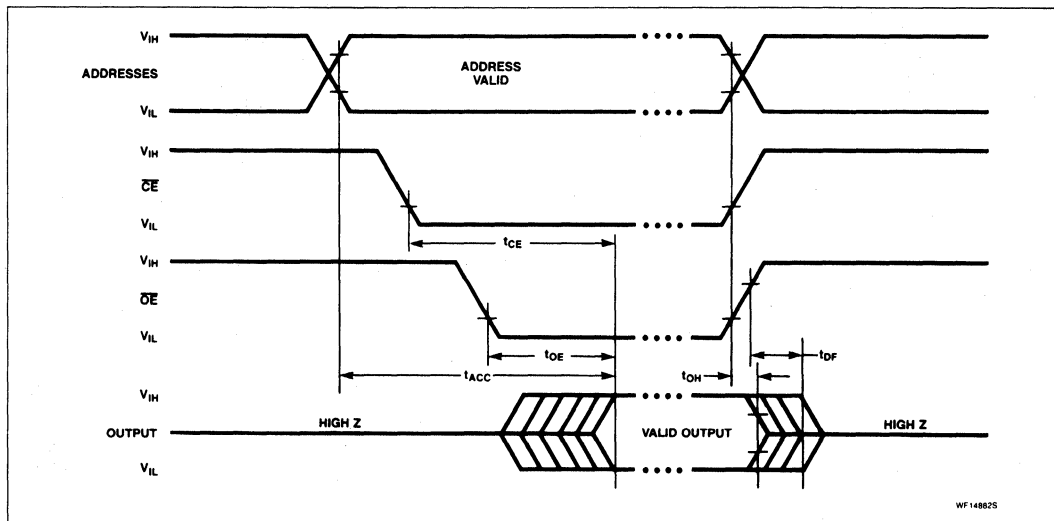 VIH
ADDRESSES
ADDRESS
VALID
VIL
VIH
CE
VIL
tCE
VIH
OE
VIL
tOE
tDF
tACC
tOH
VIH
HIGH Z
OUTPUT
VALID OUTPUT
HIGH Z
VIL
WF14882S